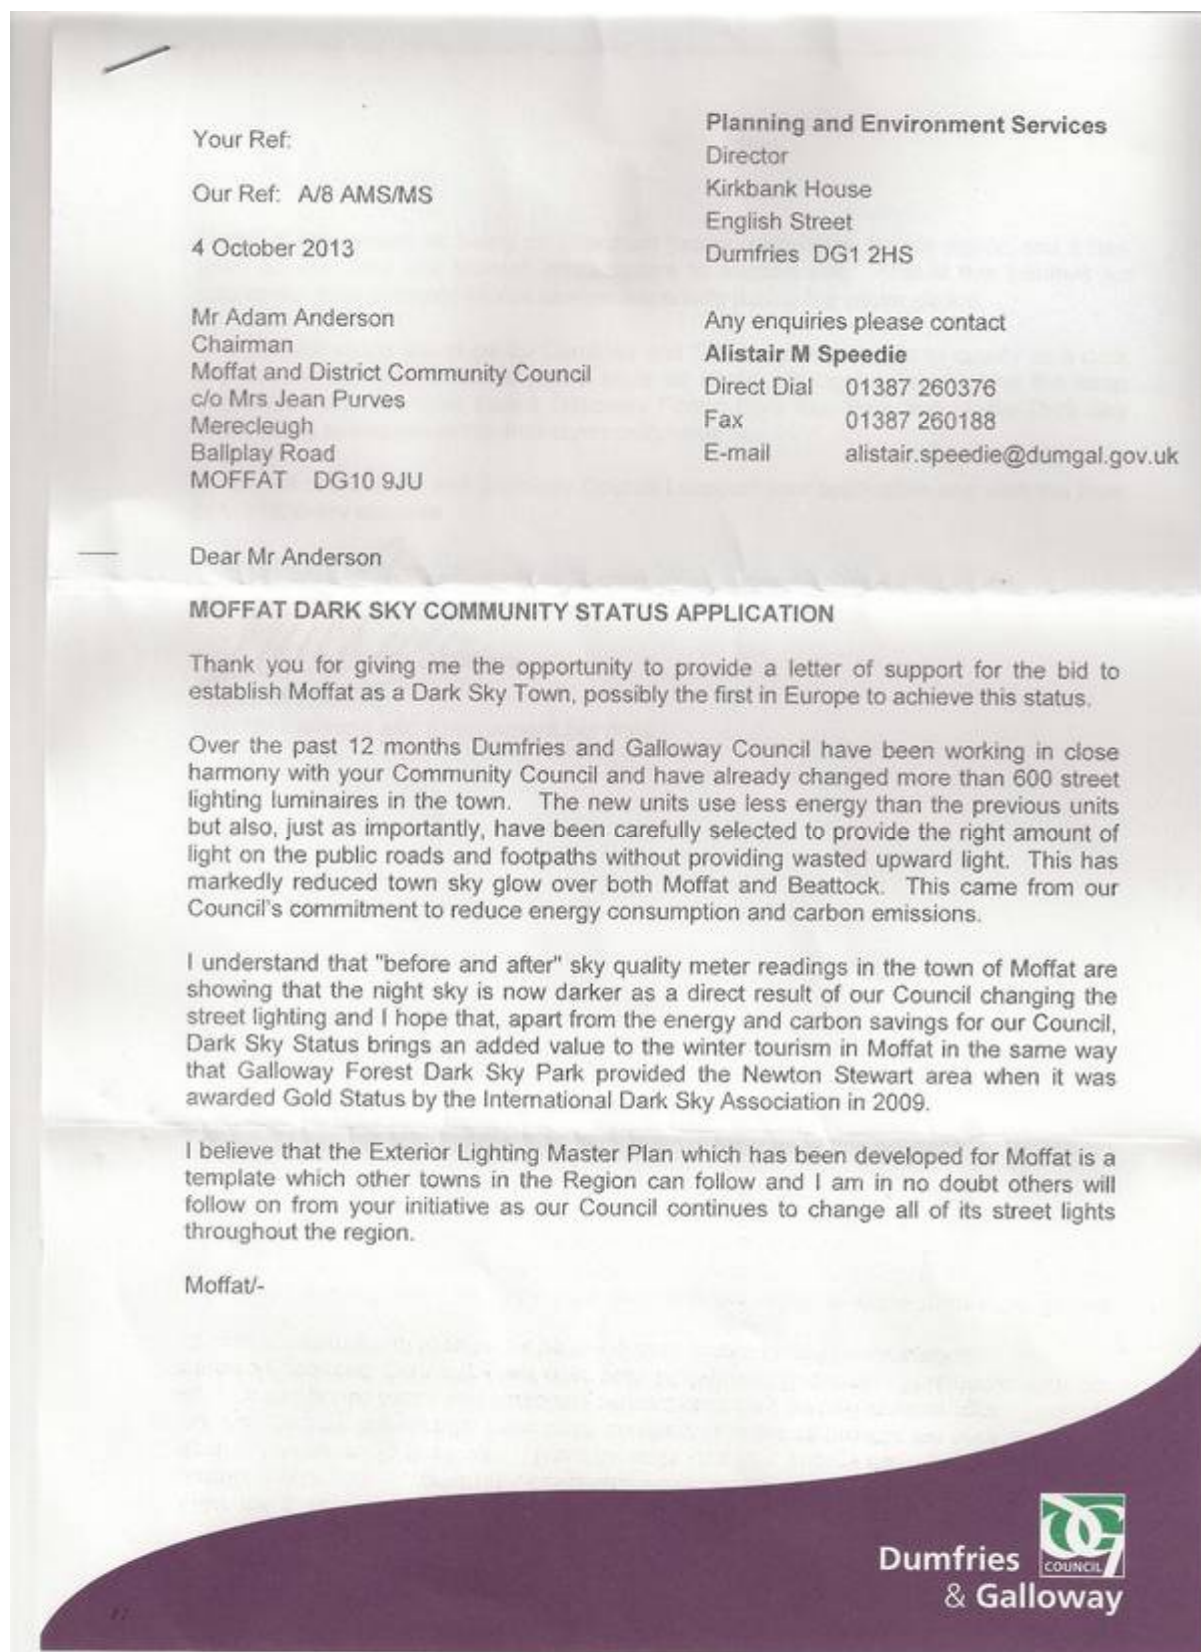 Your Ref:
Our Ref: A/8 AMS/MS
4 October 2013
Planning and Environment Services
Director
Kirkbank House
English Street
Dumfries DG1 2HS
Mr Adam Anderson
Chairman
Moffat and District Community Council
c/o Mrs Jean Purves
Merecleugh
Ballplay Road
MOFFAT DG10 9JU
Any enquiries please contact
Alistair M Speedie
Direct Dial 01387 260376
Fax 01387 260188
E-mail alistair.speedie@dumgal.gov.uk
Dear Mr Anderson
MOFFAT DARK SKY COMMUNITY STATUS APPLICATION
Thank you for giving me the opportunity to provide a letter of support for the bid to
establish Moffat as a Dark Sky Town, possibly the first in Europe to achieve this status.
Over the past 12 months Dumfries and Galloway Council have been working in close
harmony with your Community Council and have already changed more than 600 street
lighting luminaires in the town. The new units use less energy than the previous units
but also, just as importantly, have been carefully selected to provide the right amount of
light on the public roads and footpaths without providing wasted upward light. This has
markedly reduced town sky glow over both Moffat and Beattock. This came from our
Council's commitment to reduce energy consumption and carbon emissions.
I understand that "before and after" sky quality meter readings in the town of Moffat are
showing that the night sky is now darker as a direct result of our Council changing the
street lighting and I hope that, apart from the energy and carbon savings for our Council,
Dark Sky Status brings an added value to the winter tourism in Moffat in the same way
that Galloway Forest Dark Sky Park provided the Newton Stewart area when it was
awarded Gold Status by the International Dark Sky Association in 2009.
I believe that the Exterior Lighting Master Plan which has been developed for Moffat is a
template which other towns in the Region can follow and I am in no doubt others will
follow on from your initiative as our Council continues to change all of its street lights
throughout the region.
Moffat/-
DG
COUNCIL
Dumfries
& Galloway